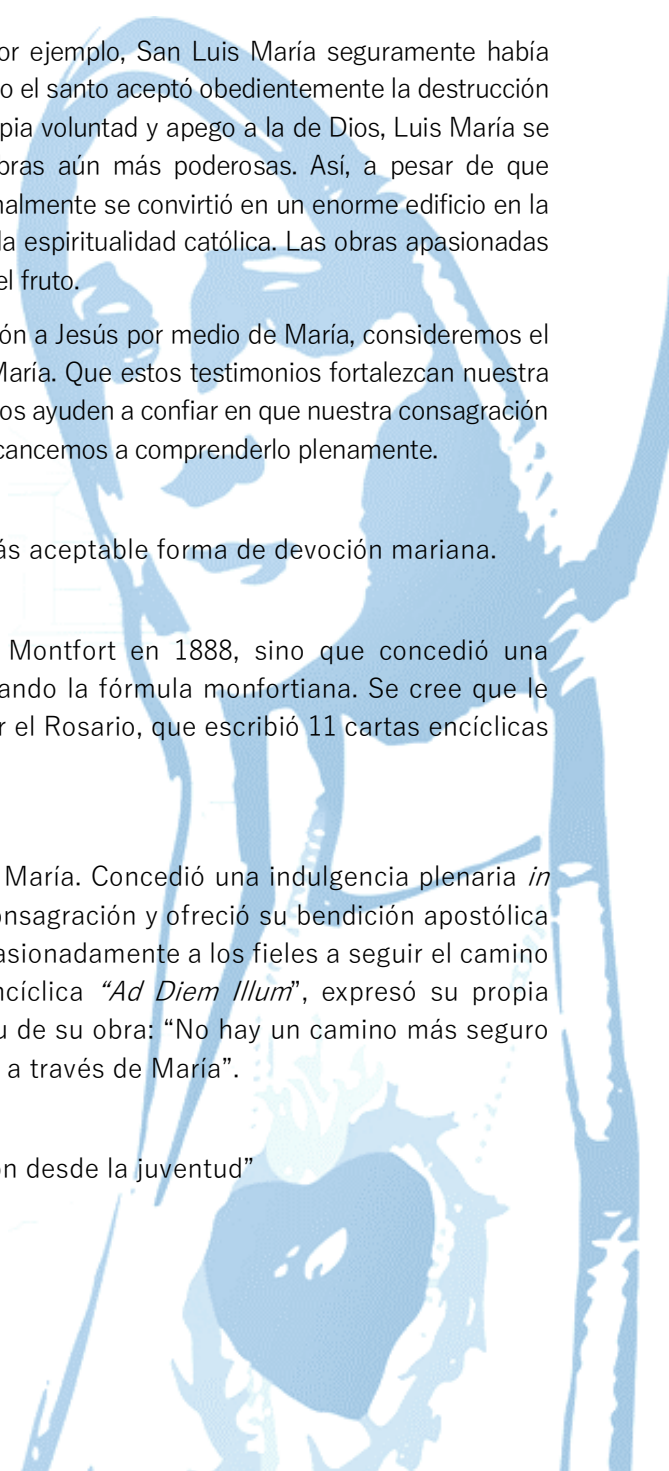 or ejemplo, San Luis María seguramente había
o el santo aceptó obedientemente la destrucción
pia voluntad y apego a la de Dios, Luis María se
bras aún más poderosas. Así, a pesar de que
nalmente se convirtió en un enorme edificio en la
la espiritualidad católica. Las obras apasionadas
el fruto.
ón a Jesús por medio de María, consideremos el
María. Que estos testimonios fortalezcan nuestra
os ayuden a confiar en que nuestra consagración
cancemos a comprenderlo plenamente.
ás aceptable forma de devoción mariana.
Montfort en 1888, sino que concedió una
ando la fórmula monfortiana. Se cree que le
r el Rosario, que escribió 11 cartas encíclicas
María. Concedió una indulgencia plenaria in
onsagración y ofreció su bendición apostólica
asionadamente a los fieles a seguir el camino
ncíclica “Ad Diem Illum”, expresó su propia
u de su obra: “No hay un camino más seguro
a través de María”.
ón desde la juventud”